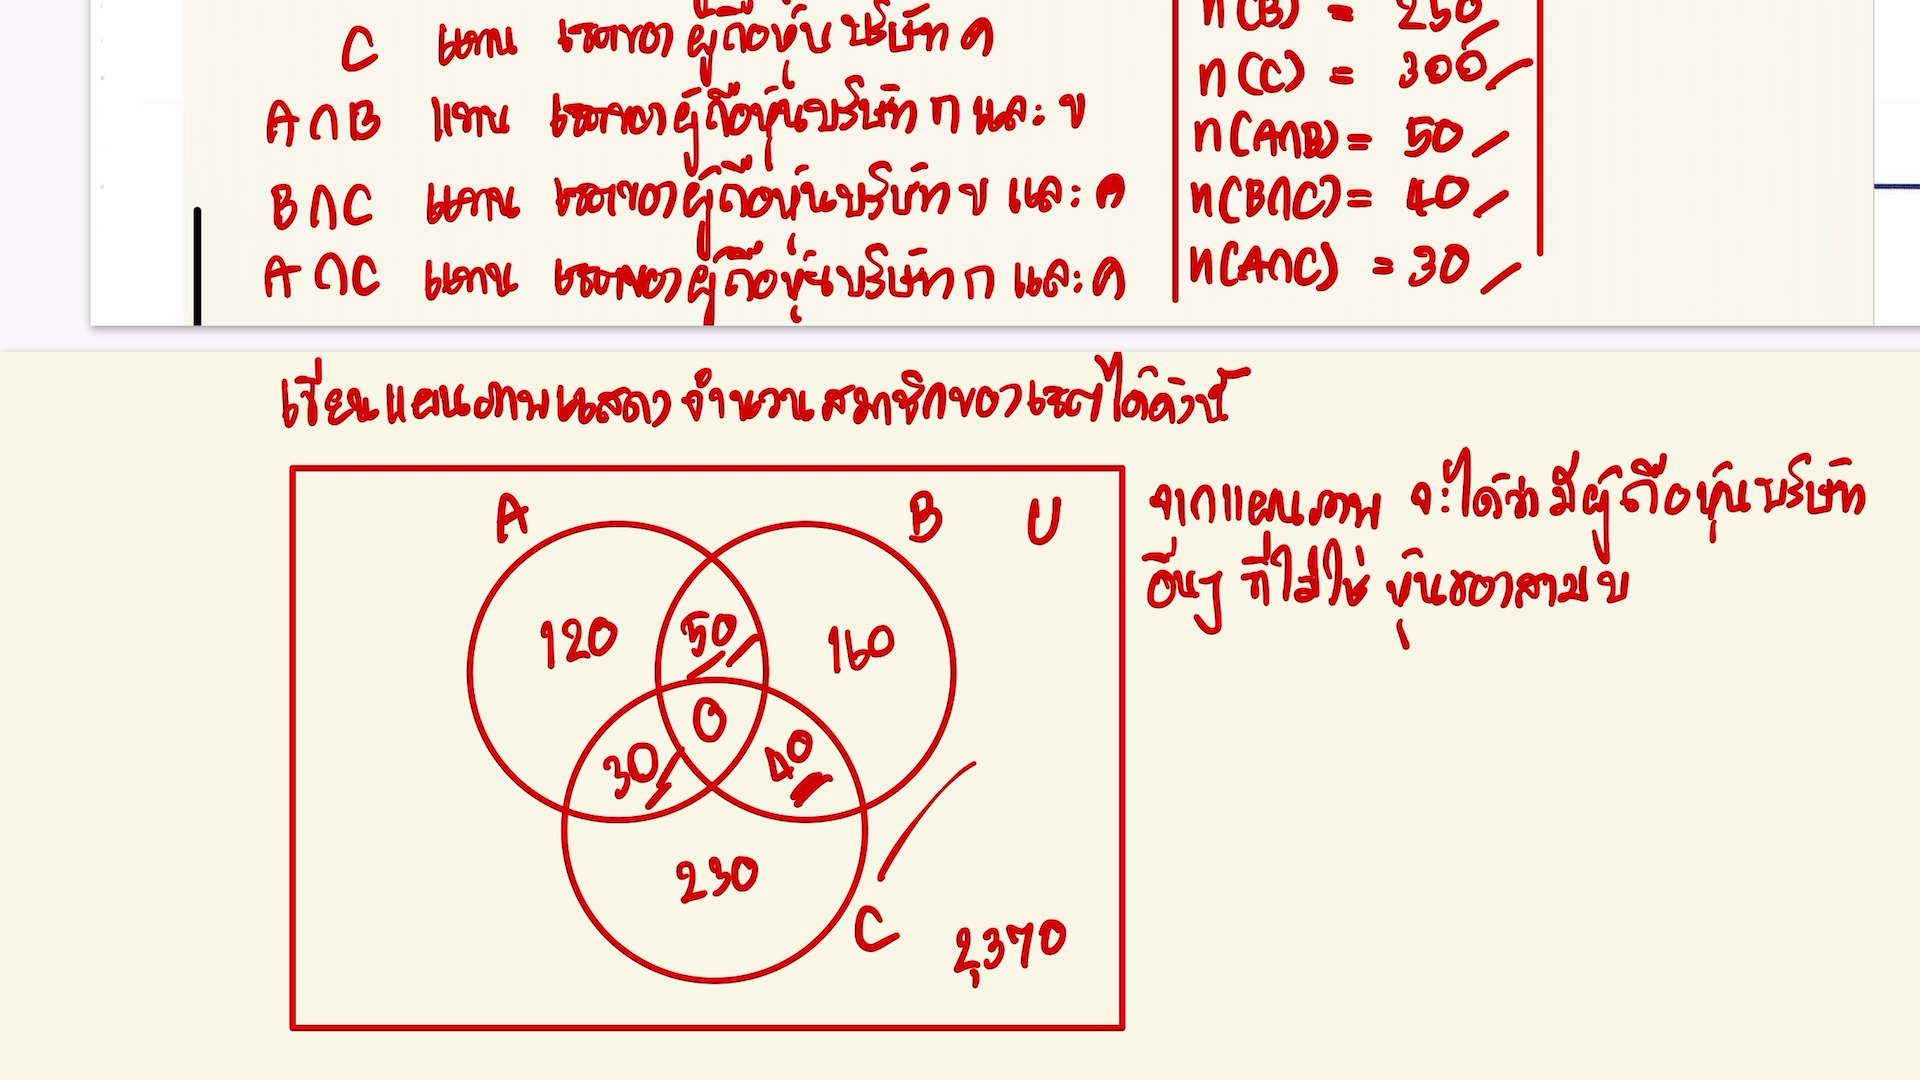 C แทน เซตของผู้ถือหุ้นบริษัท ค
A∩B แทน เซตของผู้ถือหุ้นบริษัท ก และ ข
B∩C แทน เซตของผู้ถือหุ้นบริษัท ข และ ค
A∩C แทน เซตของผู้ถือหุ้นบริษัท ก และ ค
n(B) = 250
n(C) = 300
n(A∩B) = 50
n(B∩C) = 40
n(A∩C) = 30
เขียนแผนภาพแสดงจำนวนสมาชิกของเซตได้ดังนี้
A B U
120 50 160
0
30 40
230
C
2,370
จากแผนภาพ จะได้ว่า มีผู้ถือหุ้นบริษัท
อื่นๆ ที่ไม่ใช่ หุ้นของสาม บ